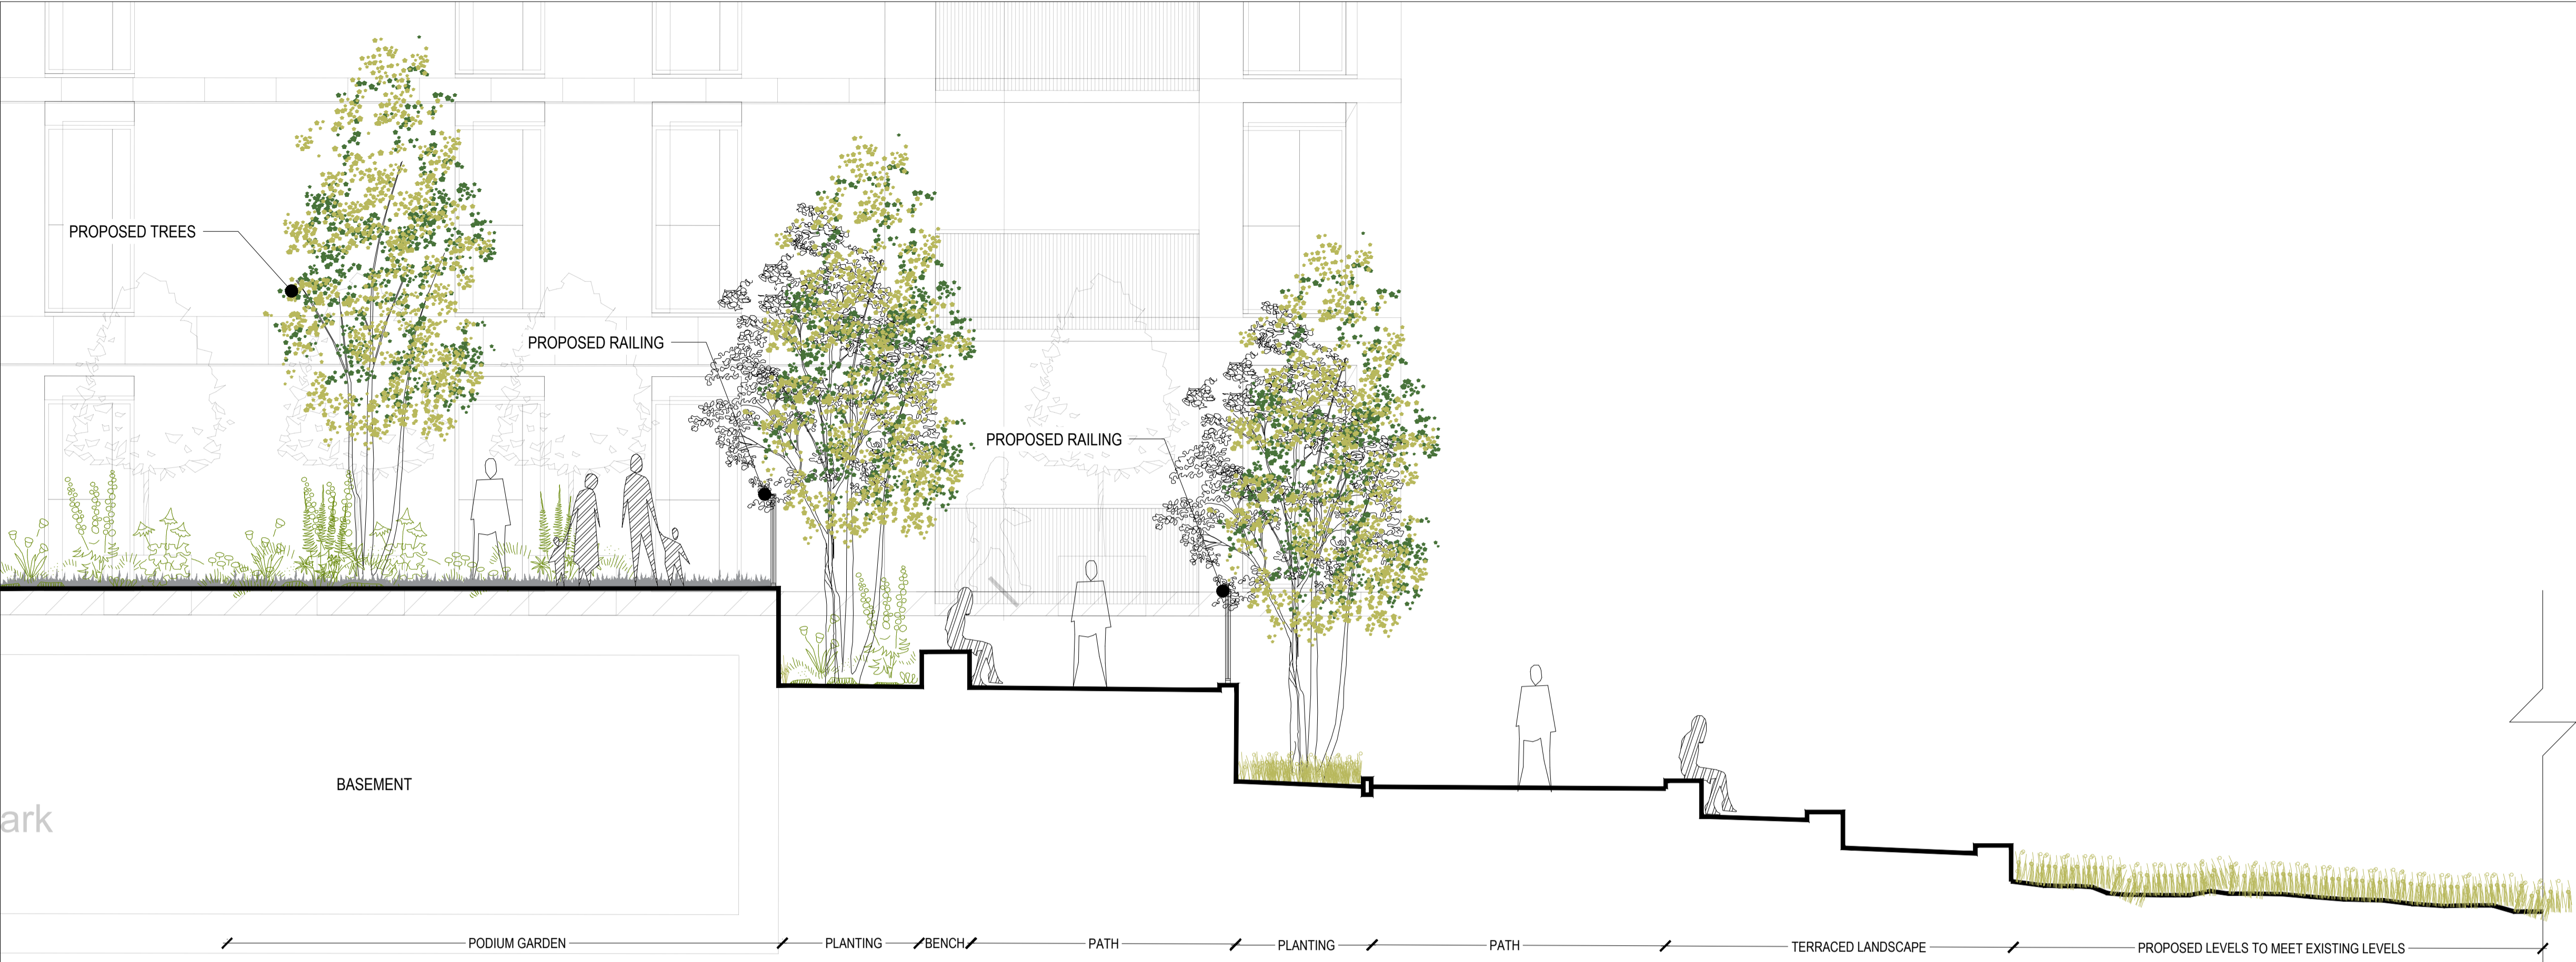 PROPOSED TREES
PROPOSED RAILING
PROPOSED RAILING
BASEMENT
ark
PODIUM GARDEN
PLANTING
BENCH
PATH
PLANTING
PATH
TERRACED LANDSCAPE
PROPOSED LEVELS TO MEET EXISTING LEVELS